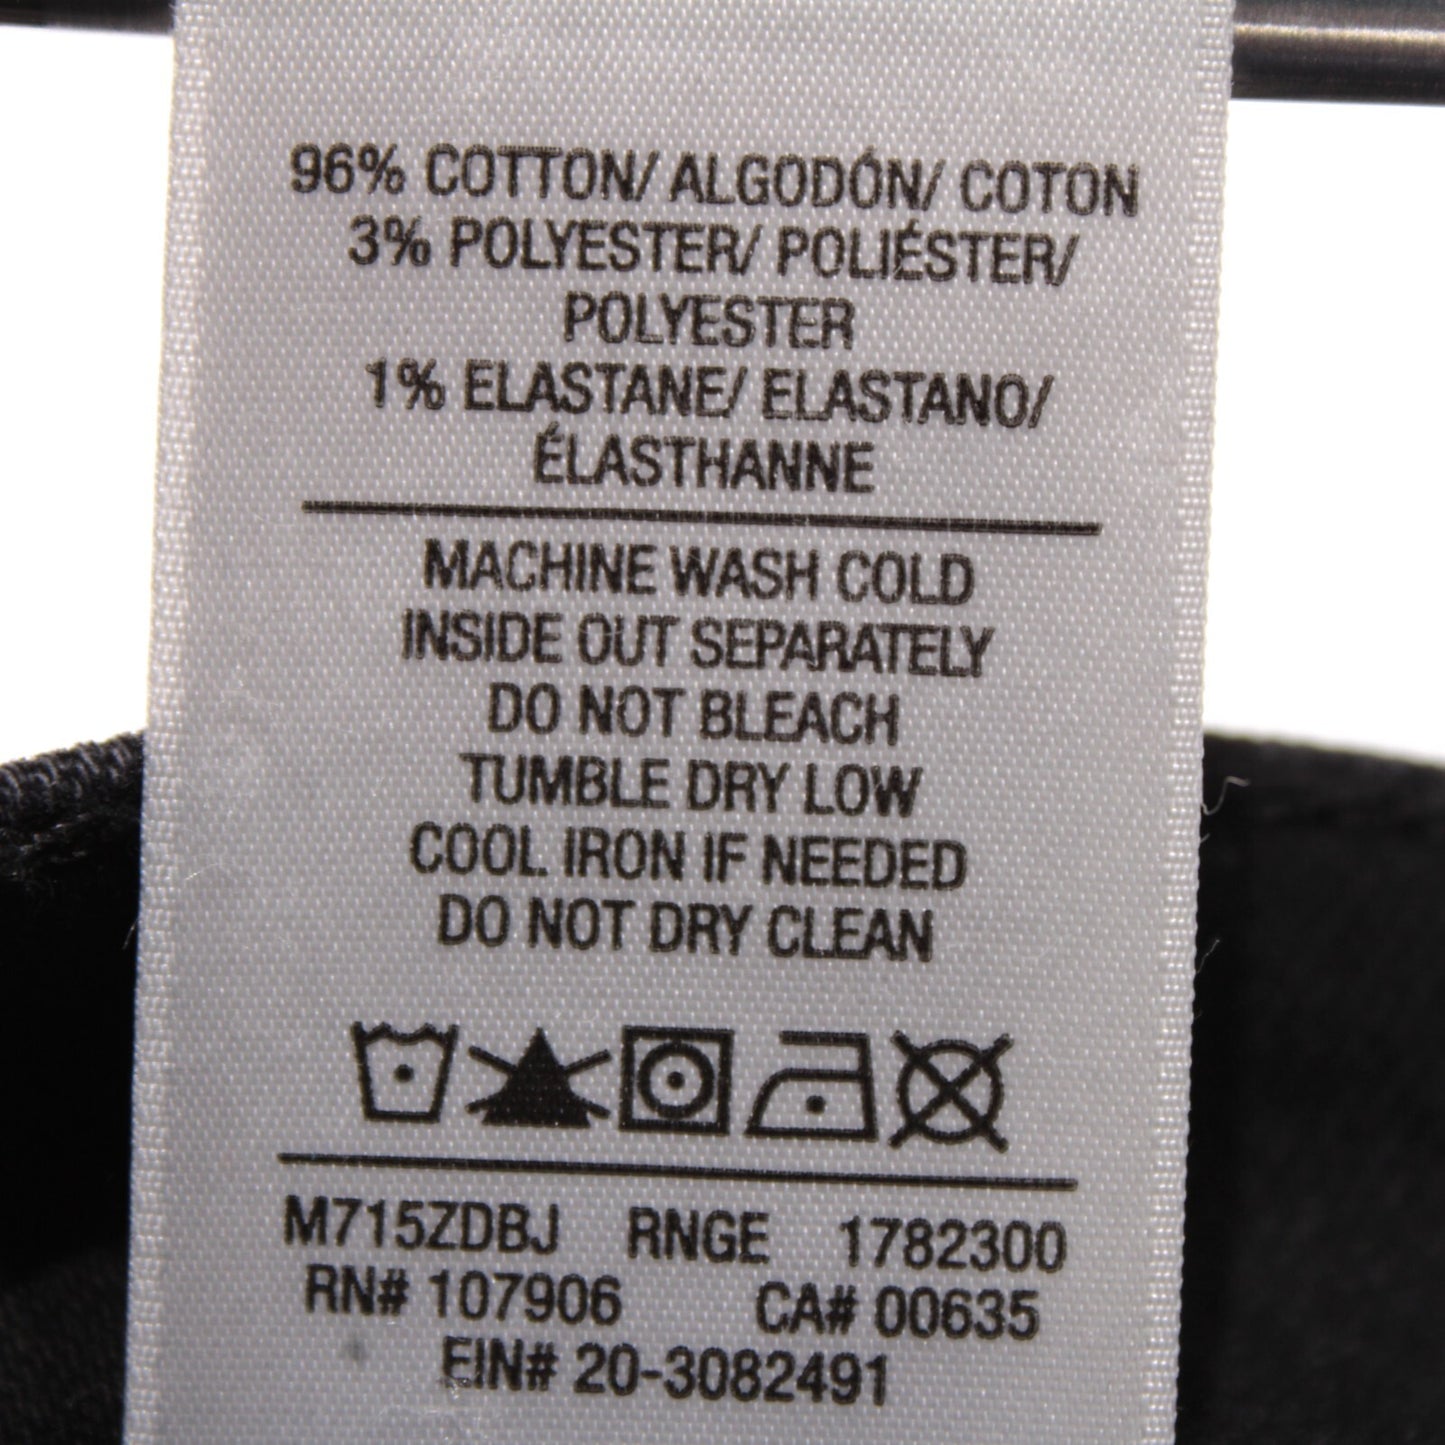 96% COTTON/ ALGODÓN/ COTON
3% POLYESTER/ POLIÉSTER/
POLYESTER
1% ELASTANE/ ELASTANO/
ÉLASTHANNE
MACHINE WASH COLD
INSIDE OUT SEPARATELY
DO NOT BLEACH
TUMBLE DRY LOW
COOL IRON IF NEEDED
DO NOT DRY CLEAN
M715ZDBJ RNGE 1782300
RN# 107906 CA# 00635
EIN# 20-3082491